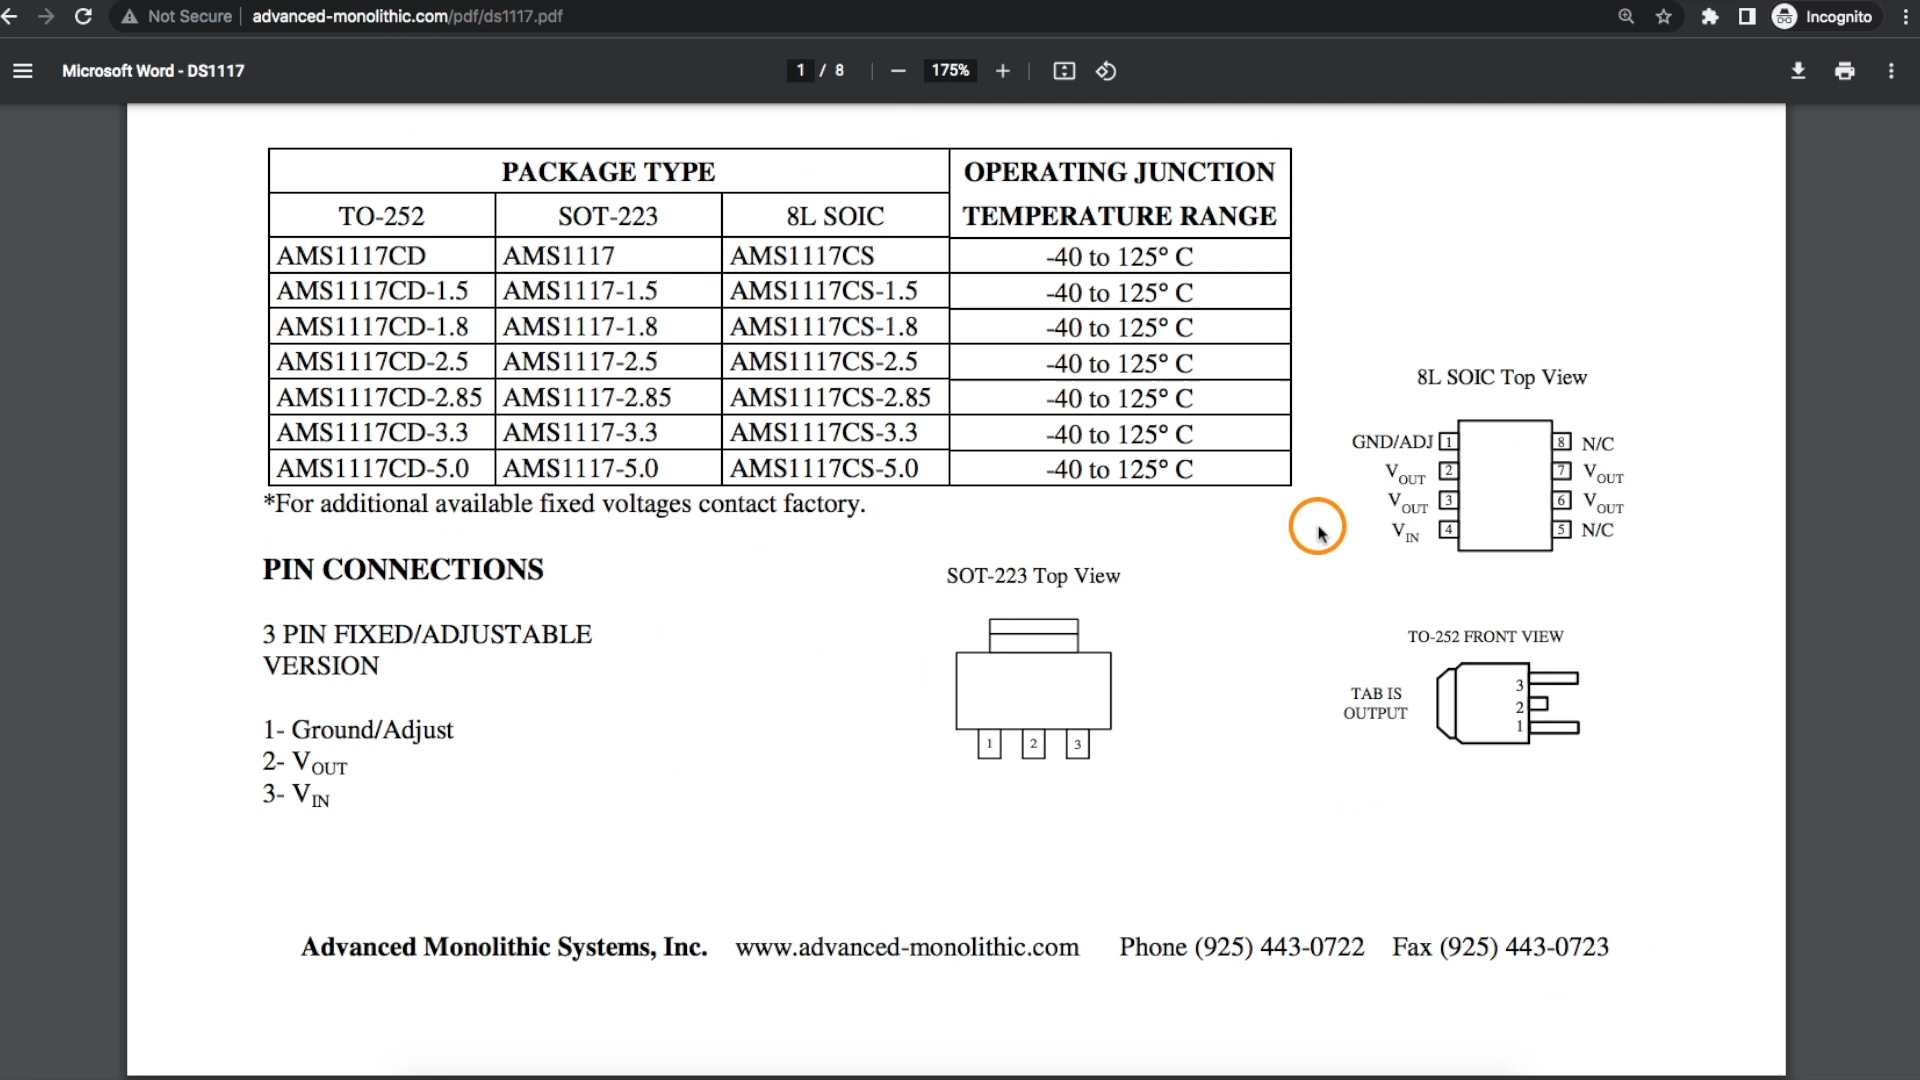 Not Secure advanced-monolithic.com/pdf/ds1117.pdf Incognito
Microsoft Word - DS1117 1 / 8 175%
PACKAGE TYPE OPERATING JUNCTION
TO-252 SOT-223 8L SOIC TEMPERATURE RANGE
AMS1117CD AMS1117 AMS1117CS -40 to 125° C
AMS1117CD-1.5 AMS1117-1.5 AMS1117CS-1.5 -40 to 125° C
AMS1117CD-1.8 AMS1117-1.8 AMS1117CS-1.8 -40 to 125° C
AMS1117CD-2.5 AMS1117-2.5 AMS1117CS-2.5 -40 to 125° C
AMS1117CD-2.85 AMS1117-2.85 AMS1117CS-2.85 -40 to 125° C
AMS1117CD-3.3 AMS1117-3.3 AMS1117CS-3.3 -40 to 125° C
AMS1117CD-5.0 AMS1117-5.0 AMS1117CS-5.0 -40 to 125° C
*For additional available fixed voltages contact factory.
8L SOIC Top View
GND/ADJ 1 8 N/C
VOUT 2 7 VOUT
VOUT 3 6 VOUT
VIN 4 5 N/C
PIN CONNECTIONS
3 PIN FIXED/ADJUSTABLE
VERSION
1- Ground/Adjust
2- VOUT
3- VIN
SOT-223 Top View
1 2 3
TO-252 FRONT VIEW
TAB IS
OUTPUT
3
2
1
Advanced Monolithic Systems, Inc. www.advanced-monolithic.com Phone (925) 443-0722 Fax (925) 443-0723